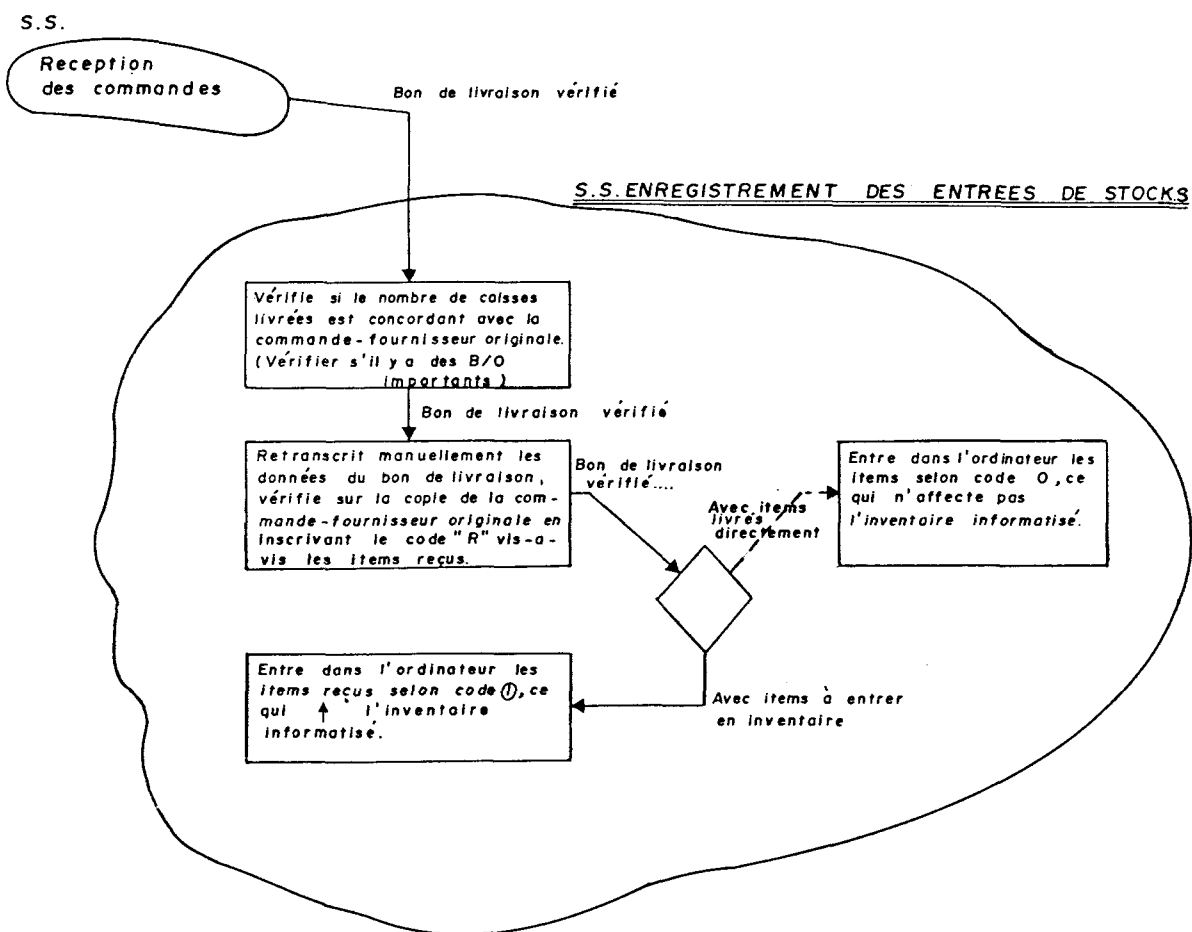 S.S.
Reception
des commandes
Bon de livraison vérifié
S.S. ENREGISTREMENT DES ENTREES DE STOCKS
Vérifie si le nombre de caisses
livrées est concordant avec la
commande-fournisseur originale.
(Vérifier s'il y a des B/O
importants)
Bon de livraison vérifié
Retranscrit manuellement les
données du bon de livraison,
vérifie sur la copie de la com-
mande-fournisseur originale en
inscrivant le code "R" vis-a-
vis les items reçus.
Bon de livraison
vérifié....
Avec items
livrés
directement
Entre dans l'ordinateur les
items selon code O, ce
qui n'affecte pas
l'inventaire informatisé.
Entre dans l'ordinateur les
items reçus selon code ①, ce
qui ↑ l'inventaire
informatisé.
Avec items à entrer
en inventaire